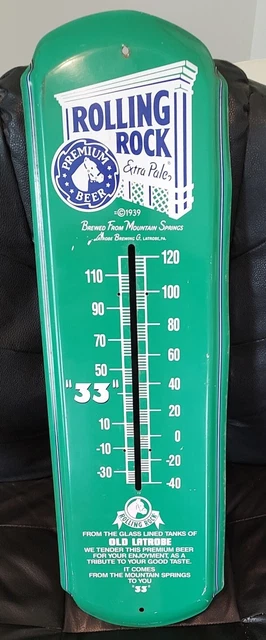 ROLLING
ROCK
Extra Pale
PREMIUM
BEER
©1939
BREWED FROM MOUNTAIN SPRINGS
LATROBE BREWING CO. LATROBE, PA.
120
110
100
90
80
70
60
50
40
"33"
20
10
0
-10
-20
-30
-40
ROLLING ROCK
FROM THE GLASS LINED TANKS OF
OLD LATROBE
WE TENDER THIS PREMIUM BEER
FOR YOUR ENJOYMENT, AS A
TRIBUTE TO YOUR GOOD TASTE.
IT COMES
FROM THE MOUNTAIN SPRINGS
TO YOU
"33"